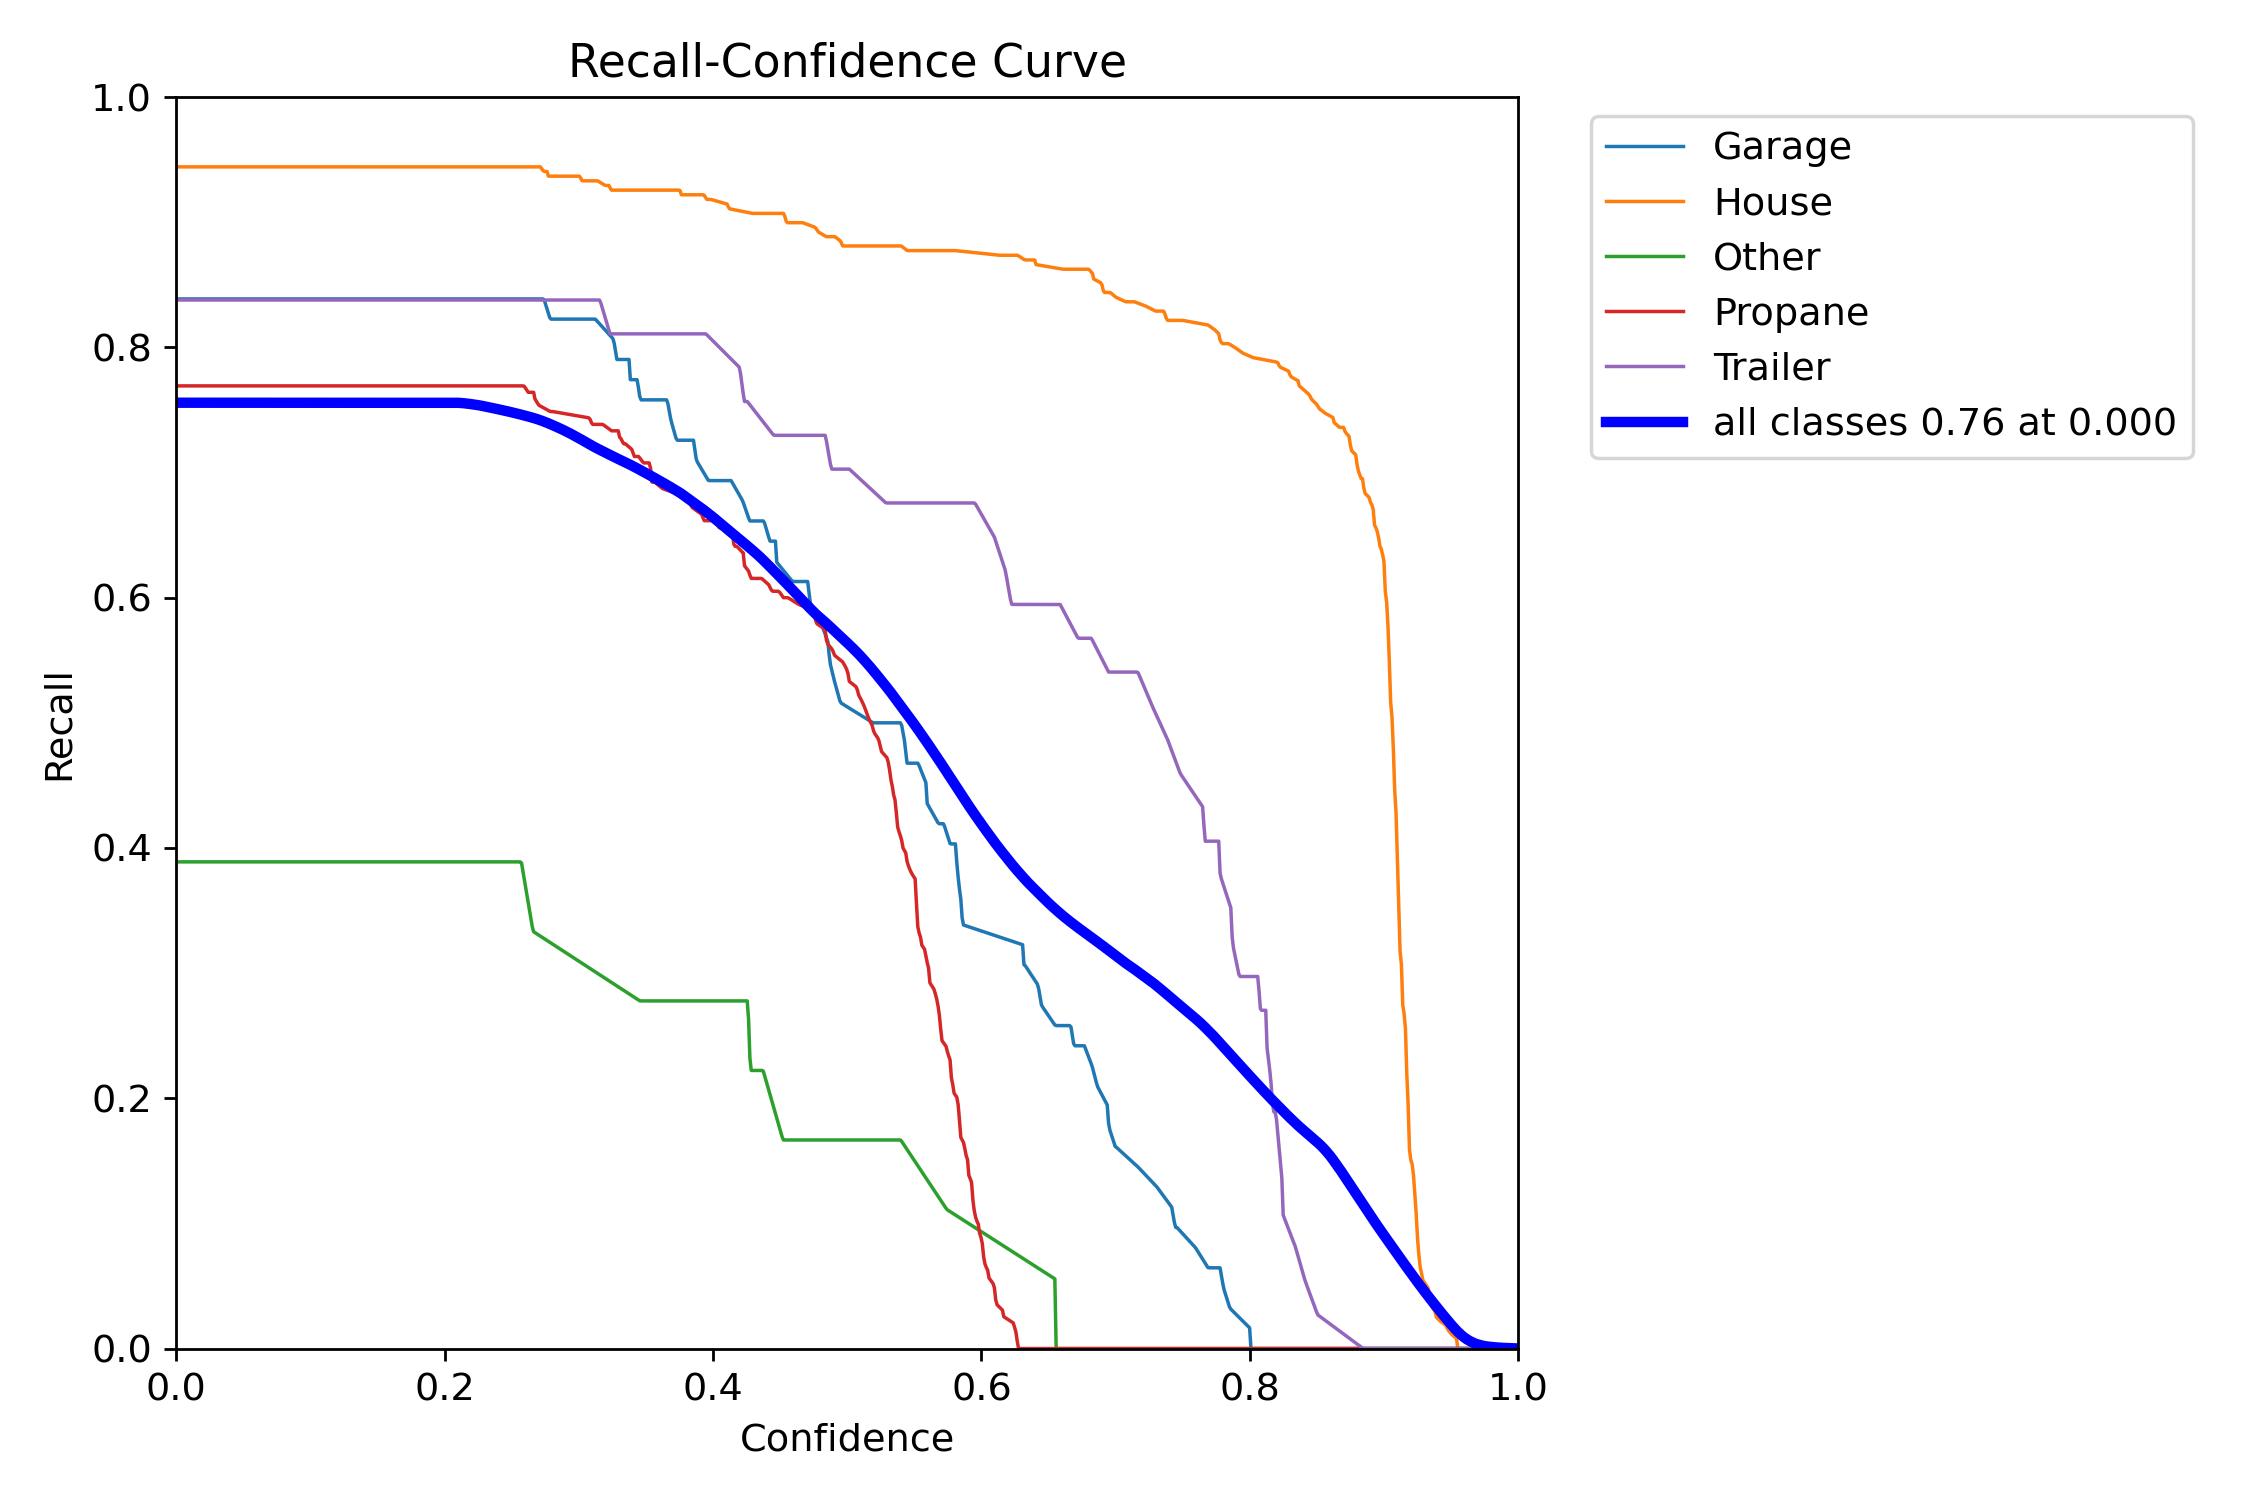 Recall-Confidence Curve
1.0
0.8
0.6
0.4
0.2
0.0
Recall
0.0 0.2 0.4 0.6 0.8 1.0
Confidence
Garage
House
Other
Propane
Trailer
all classes 0.76 at 0.000